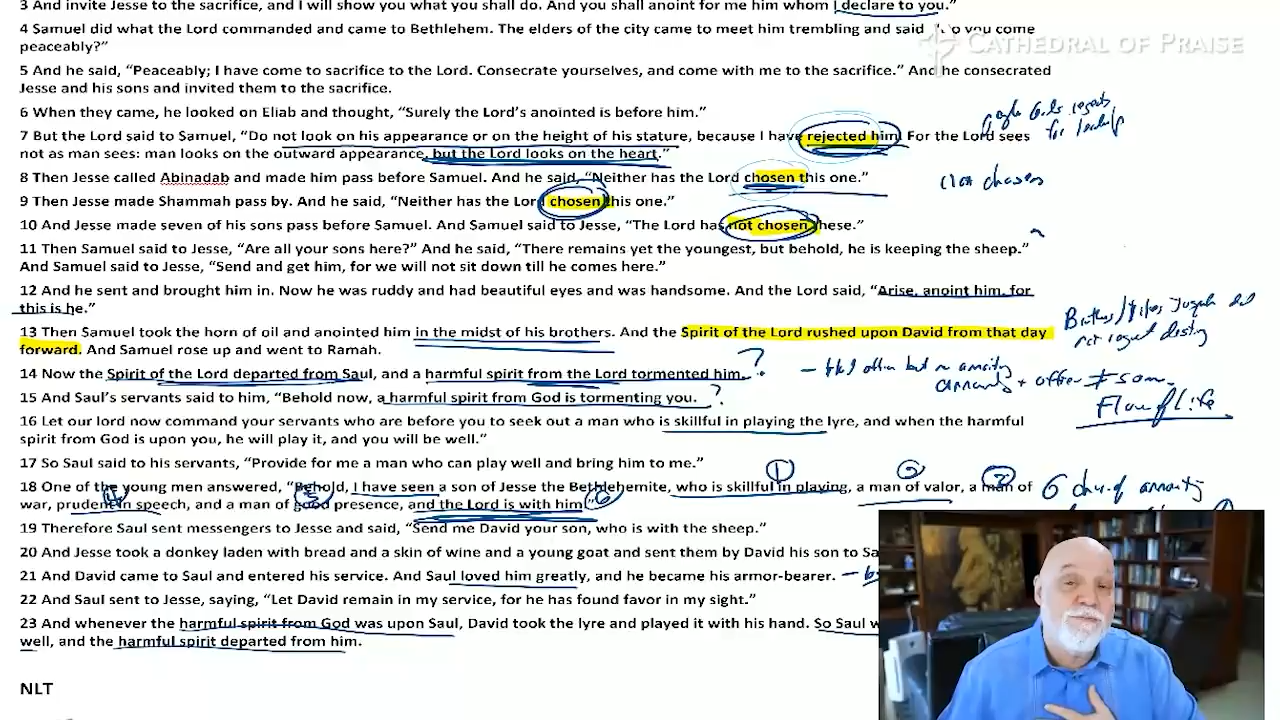 3 And invite Jesse to the sacrifice, and I will show you what you shall do. And you shall anoint for me him whom I declare to you.”
CATHEDRAL OF PRAISE
4 Samuel did what the Lord commanded and came to Bethlehem. The elders of the city came to meet him trembling and said you come
peaceably?”
5 And he said, “Peaceably; I have come to sacrifice to the Lord. Consecrate yourselves, and come with me to the sacrifice.” And he consecrated
Jesse and his sons and invited them to the sacrifice.
6 When they came, he looked on Eliab and thought, “Surely the Lord’s anointed is before him.”
7 But the Lord said to Samuel, “Do not look on his appearance or on the height of his stature, because I have rejected him. For the Lord sees
not as man sees: man looks on the outward appearance, but the Lord looks on the heart.”
for
8 Then Jesse called Abinadab and made him pass before Samuel. And he said, “Neither has the Lord chosen this one.”
chosen
9 Then Jesse made Shammah pass by. And he said, “Neither has the Lord chosen this one.”
10 And Jesse made seven of his sons pass before Samuel. And Samuel said to Jesse, “The Lord has not chosen these.”
11 Then Samuel said to Jesse, “Are all your sons here?” And he said, “There remains yet the youngest, but behold, he is keeping the sheep.”
And Samuel said to Jesse, “Send and get him, for we will not sit down till he comes here.”
12 And he sent and brought him in. Now he was ruddy and had beautiful eyes and was handsome. And the Lord said, “Arise, anoint him, for
this is he.”
13 Then Samuel took the horn of oil and anointed him in the midst of his brothers. And the Spirit of the Lord rushed upon David from that day
forward. And Samuel rose up and went to Ramah.
not destiny
14 Now the Spirit of the Lord departed from Saul, and a harmful spirit from the Lord tormented him. ?
but no
+ office ≠ same
15 And Saul’s servants said to him, “Behold now, a harmful spirit from God is tormenting you. ?
Flow of Life
16 Let our lord now command your servants who are before you to seek out a man who is skillful in playing the lyre, and when the harmful
spirit from God is upon you, he will play it, and you will be well.”
17 So Saul said to his servants, “Provide for me a man who can play well and bring him to me.”
18 One of the young men answered, “Behold, I have seen a son of Jesse the Bethlehemite, who is skillful in playing, a man of valor, a man of
war, prudent in speech, and a man of good presence, and the Lord is with him.”
1 2 3 4 5 6
6 of
19 Therefore Saul sent messengers to Jesse and said, “Send me David your son, who is with the sheep.”
20 And Jesse took a donkey laden with bread and a skin of wine and a young goat and sent them by David his son to Sa
21 And David came to Saul and entered his service. And Saul loved him greatly, and he became his armor-bearer. –
22 And Saul sent to Jesse, saying, “Let David remain in my service, for he has found favor in my sight.”
23 And whenever the harmful spirit from God was upon Saul, David took the lyre and played it with his hand. So Saul w
well, and the harmful spirit departed from him.
NLT